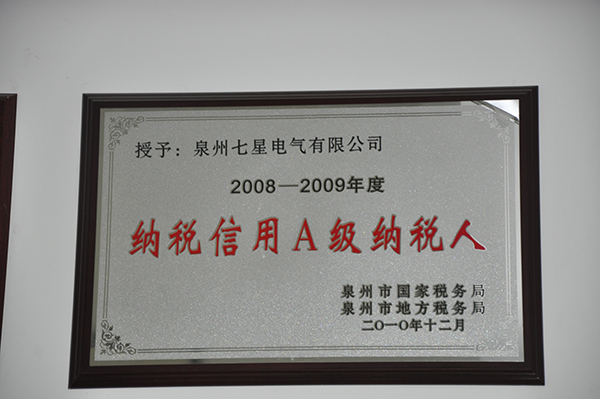 授予：泉州七星电气有限公司
2008—2009年度
纳税信用A级纳税人
泉州市国家税务局
泉州市地方税务局
二〇一〇年十二月